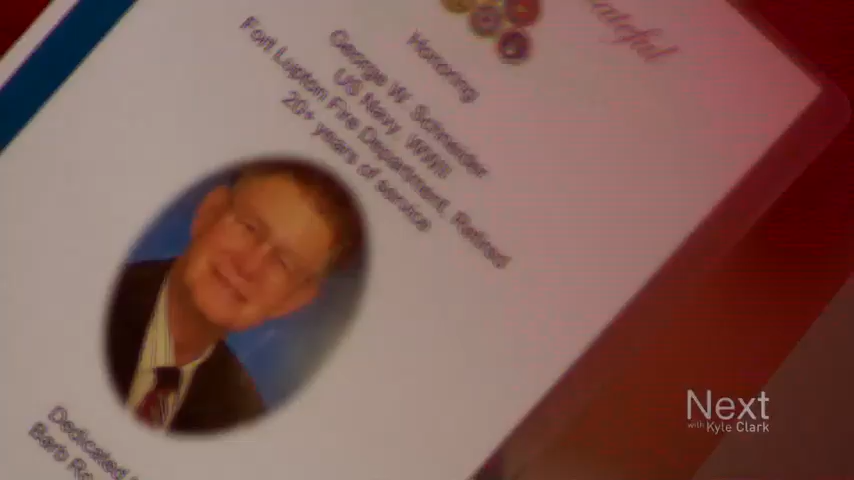 Honoring
George W. Schneider
US Navy, WWII
Fort Lupton Fire Department, Retired
20+ years of service
Dedicated
Barb
Next
with Kyle Clark